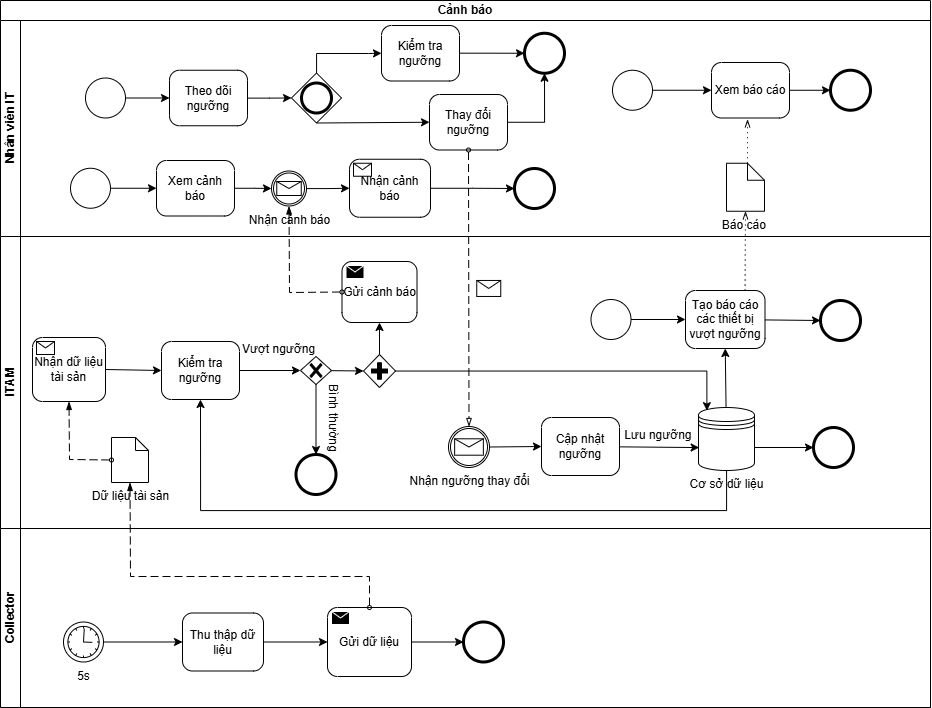 Cảnh báo
Nhân viên IT
Theo dõi
ngưỡng
Kiểm tra
ngưỡng
Thay đổi
ngưỡng
Xem báo cáo
Xem cảnh
báo
Nhận cảnh báo
Nhận cảnh
báo
Báo cáo
ITAM
Gửi cảnh báo
Tạo báo cáo
các thiết bị
vượt ngưỡng
Nhận dữ liệu
tài sản
Kiểm tra
ngưỡng
Vượt ngưỡng
Bình thường
Nhận ngưỡng thay đổi
Cập nhật
ngưỡng
Lưu ngưỡng
Cơ sở dữ liệu
Dữ liệu tài sản
Collector
5s
Thu thập dữ
liệu
Gửi dữ liệu